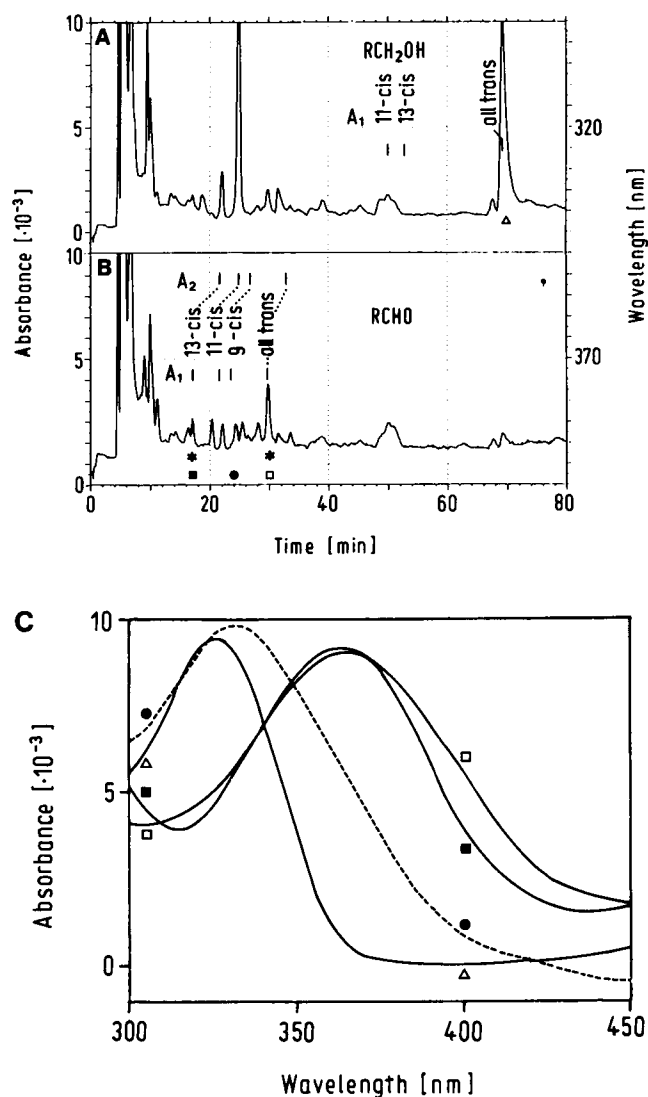 A
RCH₂OH
A₁
11-cis
13-cis
all trans
10
5
0
320
Absorbance [·10⁻³]
Wavelength [nm]
B
A₂
RCHO
13-cis
11-cis
9-cis
all trans
A₁
10
5
0
370
0 20 40 60 80
Time [min]
C
10
5
0
Absorbance [·10⁻³]
300 350 400 450
Wavelength [nm]